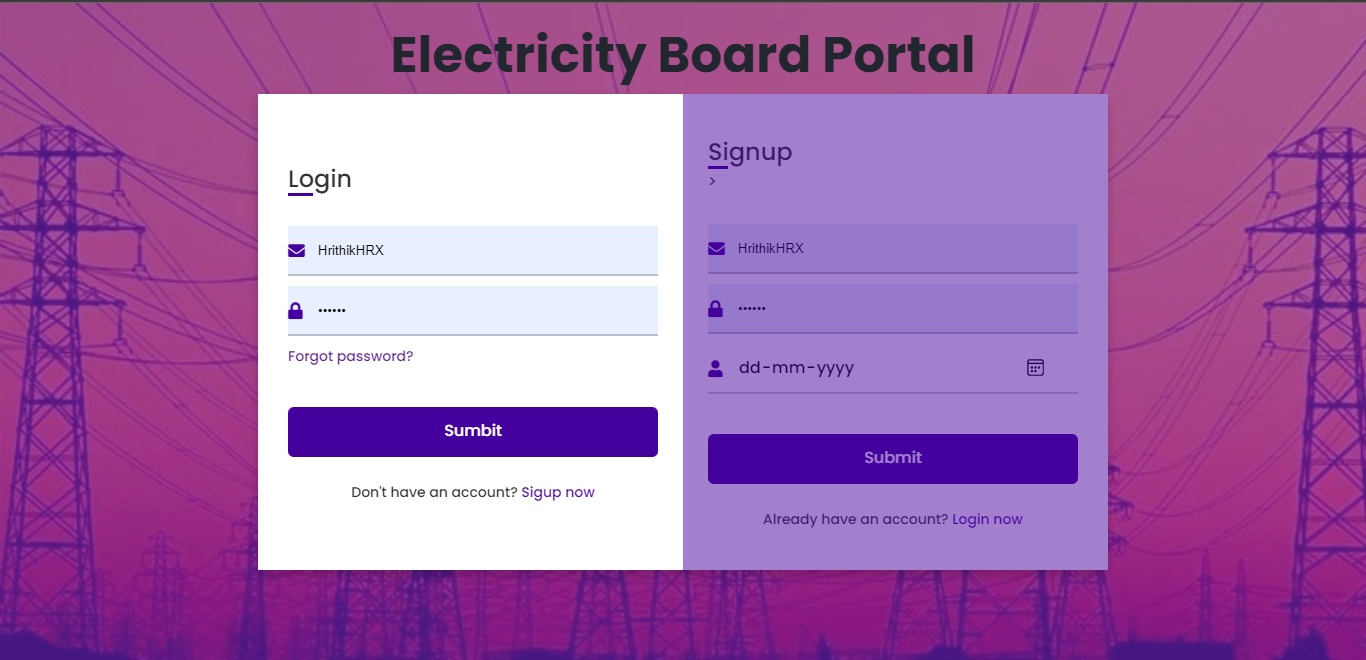 Electricity Board Portal
Login
HrithikHRX
••••••
Forgot password?
Sumbit
Don't have an account? Sigup now
Signup
>
HrithikHRX
••••••
dd-mm-yyyy
Submit
Already have an account? Login now